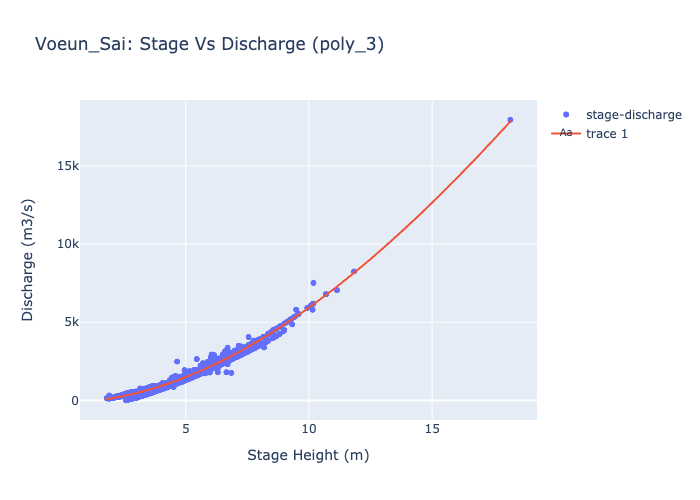 Voeun_Sai: Stage Vs Discharge (poly_3)
stage-discharge
Aa trace 1
15k
10k
5k
0
Discharge (m3/s)
5 10 15
Stage Height (m)